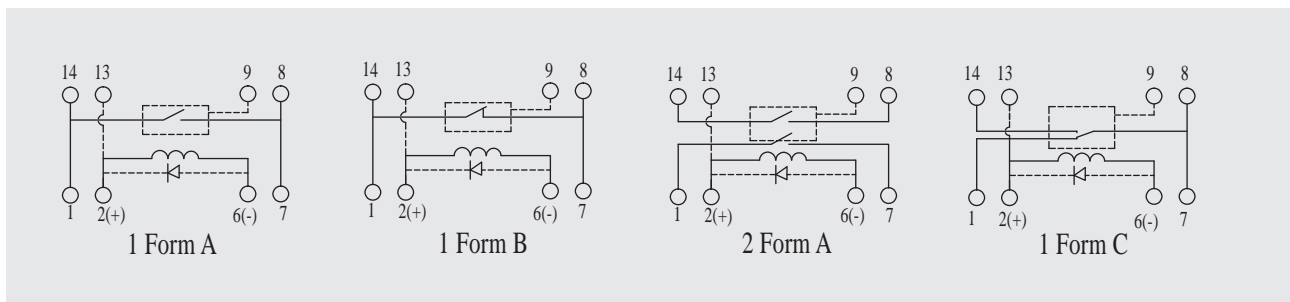 14 13 9 8
1 2(+) 6(-) 7
1 Form A
14 13 9 8
1 2(+) 6(-) 7
1 Form B
14 13 9 8
1 2(+) 6(-) 7
2 Form A
14 13 9 8
1 2(+) 6(-) 7
1 Form C